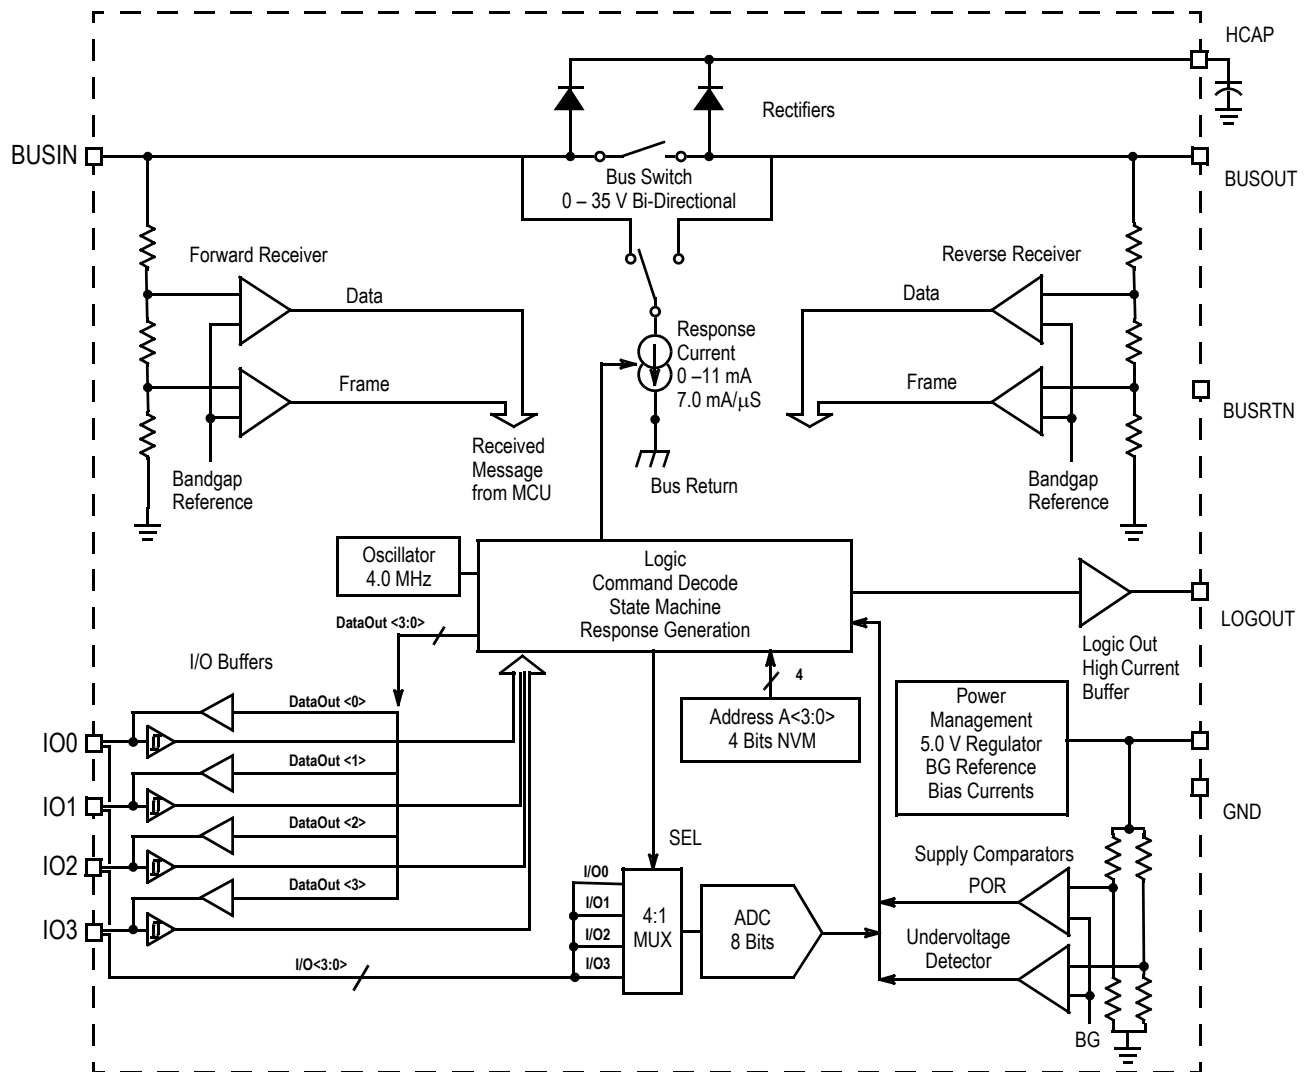 HCAP
Rectifiers
BUSIN
BUSOUT
Bus Switch
0 – 35 V Bi-Directional
Forward Receiver
Data
Frame
Bandgap
Reference
Received
Message
from MCU
Response
Current
0 –11 mA
7.0 mA/μS
Bus Return
Reverse Receiver
Data
Frame
Bandgap
Reference
BUSRTN
Oscillator
4.0 MHz
Logic
Command Decode
State Machine
Response Generation
DataOut <3:0>
LOGOUT
Logic Out
High Current
Buffer
4
Address A<3:0>
4 Bits NVM
Power
Management
5.0 V Regulator
BG Reference
Bias Currents
GND
I/O Buffers
DataOut <0>
IO0
DataOut <1>
IO1
DataOut <2>
IO2
DataOut <3>
IO3
I/O<3:0>
SEL
I/O0
I/O1
I/O2
I/O3
4:1
MUX
ADC
8 Bits
Supply Comparators
POR
Undervoltage
Detector
BG